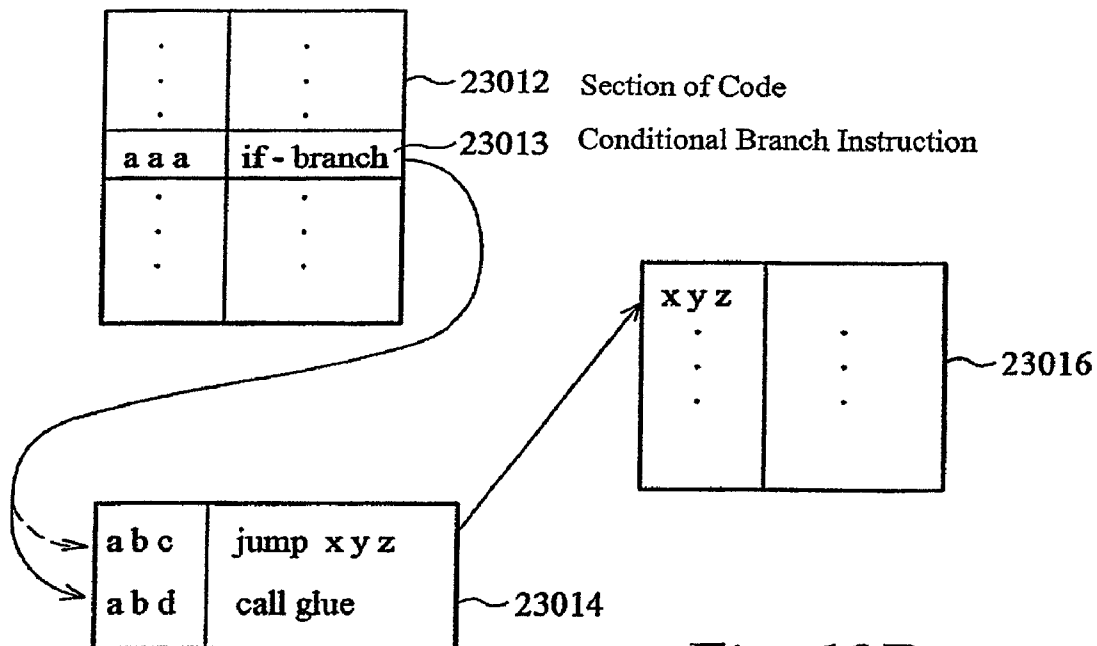 23012 Section of Code
a a a if - branch 23013 Conditional Branch Instruction
x y z
23016
a b c jump x y z
a b d call glue
23014